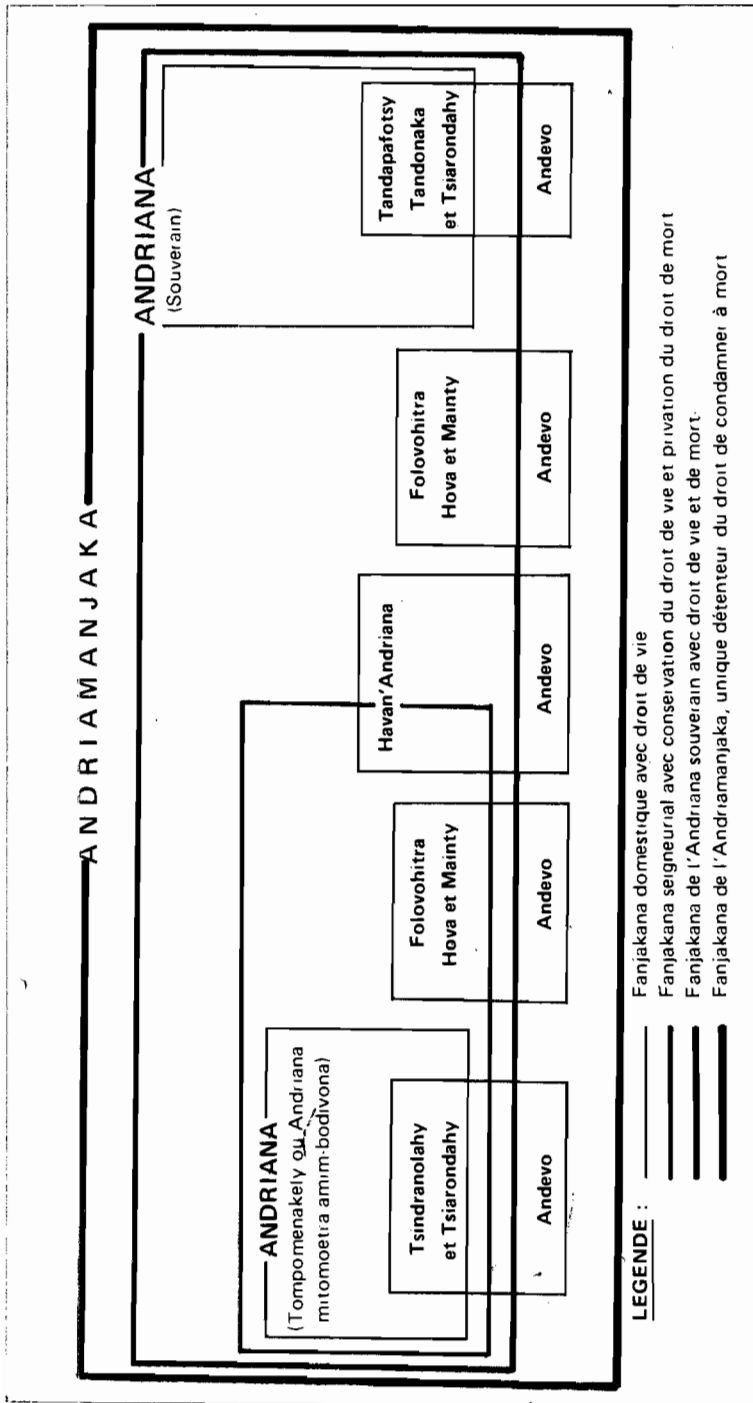 ANDRIAMANJAKA
ANDRIANA
(Souverain)
ANDRIANA
(Tompomenakely ou Andriana
mitomoetra amim-bodivona)
Tsindranolahy
et Tsiarondahy
Andevo
Folovohitra
Hova et Mainty
Andevo
Havan'Andriana
Andevo
Folovohitra
Hova et Mainty
Andevo
Tandapafotsy
Tandonaka
et Tsiarondahy
Andevo
LEGENDE :
Fanjakana domestique avec droit de vie
Fanjakana seigneurial avec conservation du droit de vie et privation du droit de mort
Fanjakana de l'Andriana souverain avec droit de vie et de mort
Fanjakana de l'Andriamanjaka, unique détenteur du droit de condamner à mort